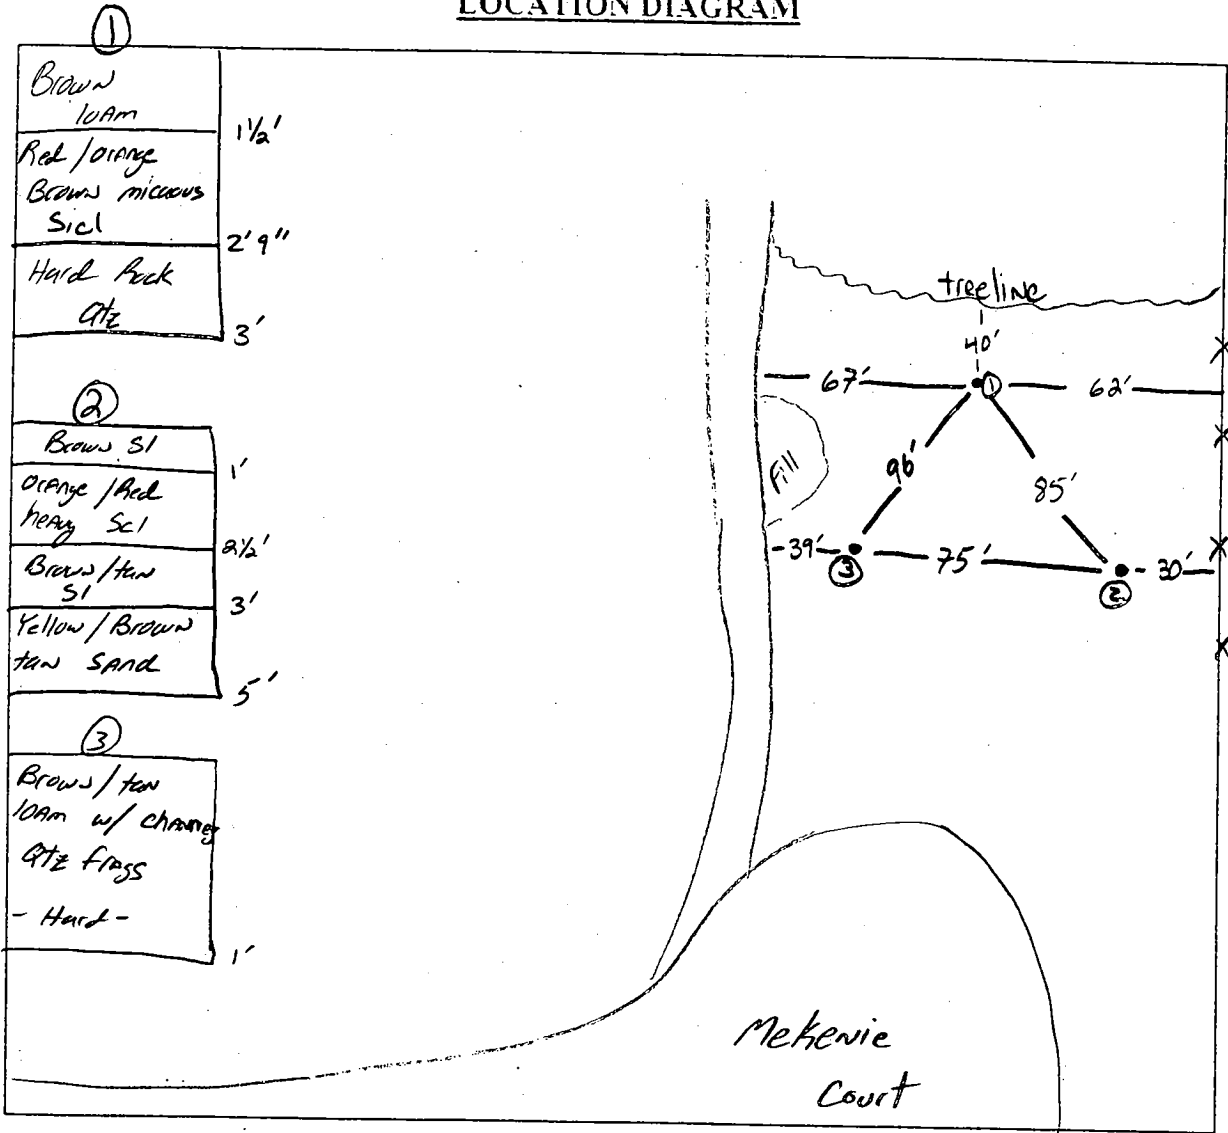 LOCATION DIAGRAM
①
Brown
lOAm
1½'
Red / Orange
Brown micaeous
Sicl
2' 9"
Hard Rock
Qtz
3'
②
Brown Sl
1'
Orange / Red
heavy Scl
2½'
Brown / tan
Sl
3'
Yellow / Brown
tan SAnd
5'
③
Brown / tan
lOAm w/ channey
Qtz frags
- Hard -
1'
treeline
40'
67'
①
62'
Fill
96'
85'
39'
③
75'
②
30'
X
X
X
X
Mekenie
Court